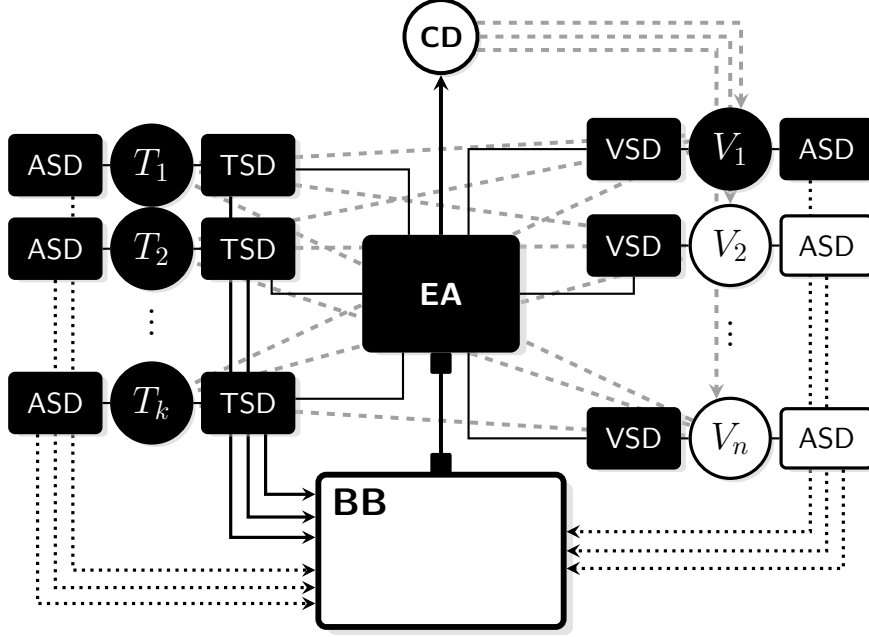 CD
ASD T₁ TSD
VSD V₁ ASD
ASD T₂ TSD
VSD V₂ ASD
EA
⋮
⋮
ASD Tₖ TSD
VSD Vₙ ASD
BB